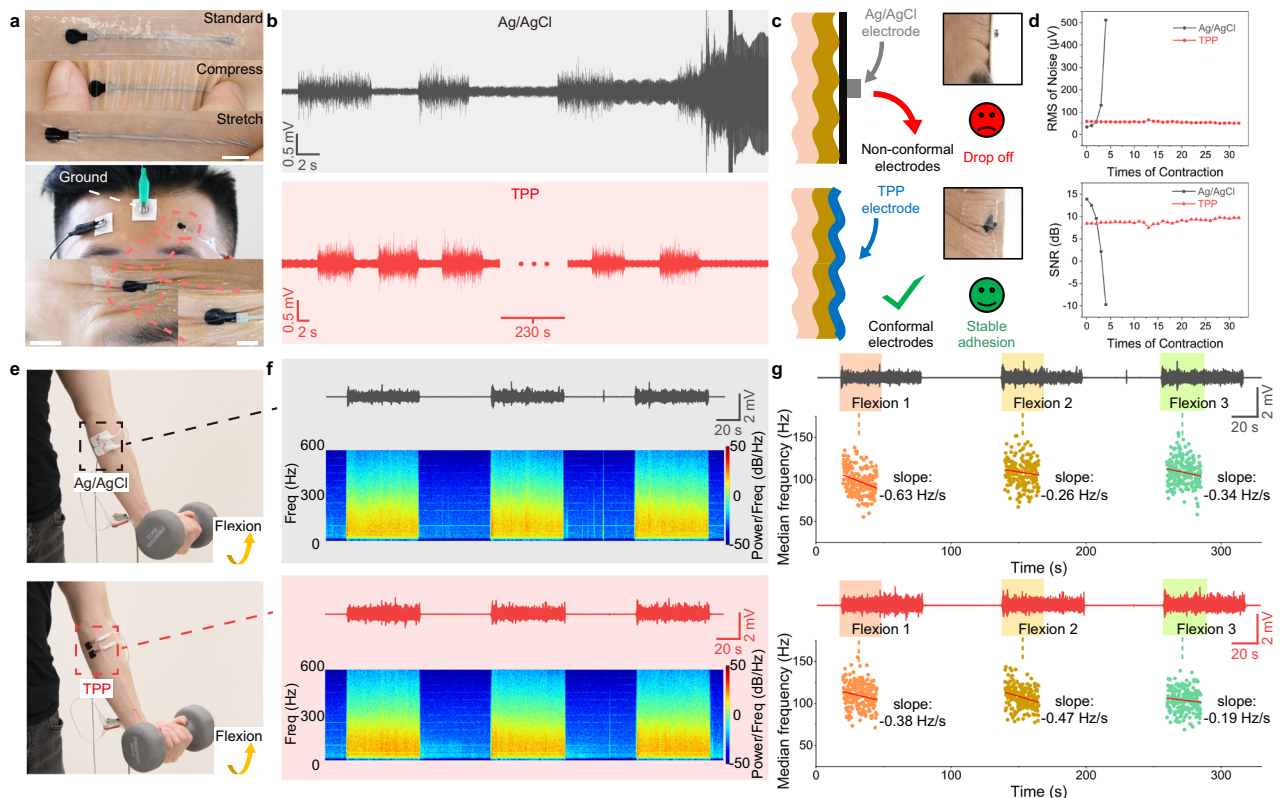 a
Standard
Compress
Stretch
Ground
b
Ag/AgCl
0.5 mV
2 s
TPP
0.5 mV
2 s
230 s
c
Ag/AgCl
electrode
Non-conformal
electrodes
Drop off
TPP
electrode
Conformal
electrodes
Stable
adhesion
d
RMS of Noise (μV)
500
400
300
200
100
0
0 5 10 15 20 25 30
Times of Contraction
Ag/AgCl
TPP
SNR (dB)
15
10
5
0
-5
-10
0 5 10 15 20 25 30
Times of Contraction
Ag/AgCl
TPP
e
Ag/AgCl
Flexion
TPP
Flexion
f
20 s
2 mV
Freq (Hz)
600
300
0
50
0
-50
Power/Freq (dB/Hz)
20 s
2 mV
Freq (Hz)
600
300
0
50
0
-50
Power/Freq (dB/Hz)
g
Flexion 1
Flexion 2
Flexion 3
20 s
2 mV
Median frequency (Hz)
150
100
50
slope:
-0.63 Hz/s
slope:
-0.26 Hz/s
slope:
-0.34 Hz/s
0 100 200 300
Time (s)
Flexion 1
Flexion 2
Flexion 3
20 s
2 mV
Median frequency (Hz)
150
100
50
slope:
-0.38 Hz/s
slope:
-0.47 Hz/s
slope:
-0.19 Hz/s
0 100 200 300
Time (s)